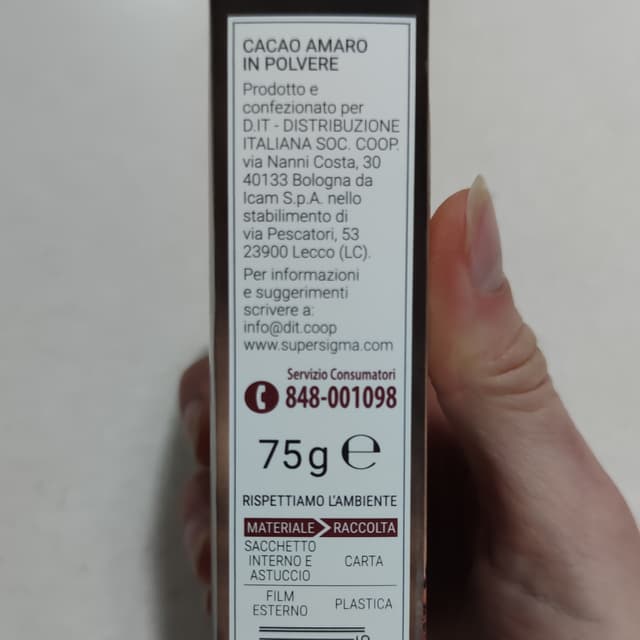 CACAO AMARO
IN POLVERE
Prodotto e
confezionato per
D.IT - DISTRIBUZIONE
ITALIANA SOC. COOP.
via Nanni Costa, 30
40133 Bologna da
Icam S.p.A. nello
stabilimento di
via Pescatori, 53
23900 Lecco (LC).
Per informazioni
e suggerimenti
scrivere a:
info@dit.coop
www.supersigma.com
Servizio Consumatori
848-001098
75g ℮
RISPETTIAMO L'AMBIENTE
MATERIALE RACCOLTA
SACCHETTO
INTERNO E
ASTUCCIO
CARTA
FILM
ESTERNO
PLASTICA